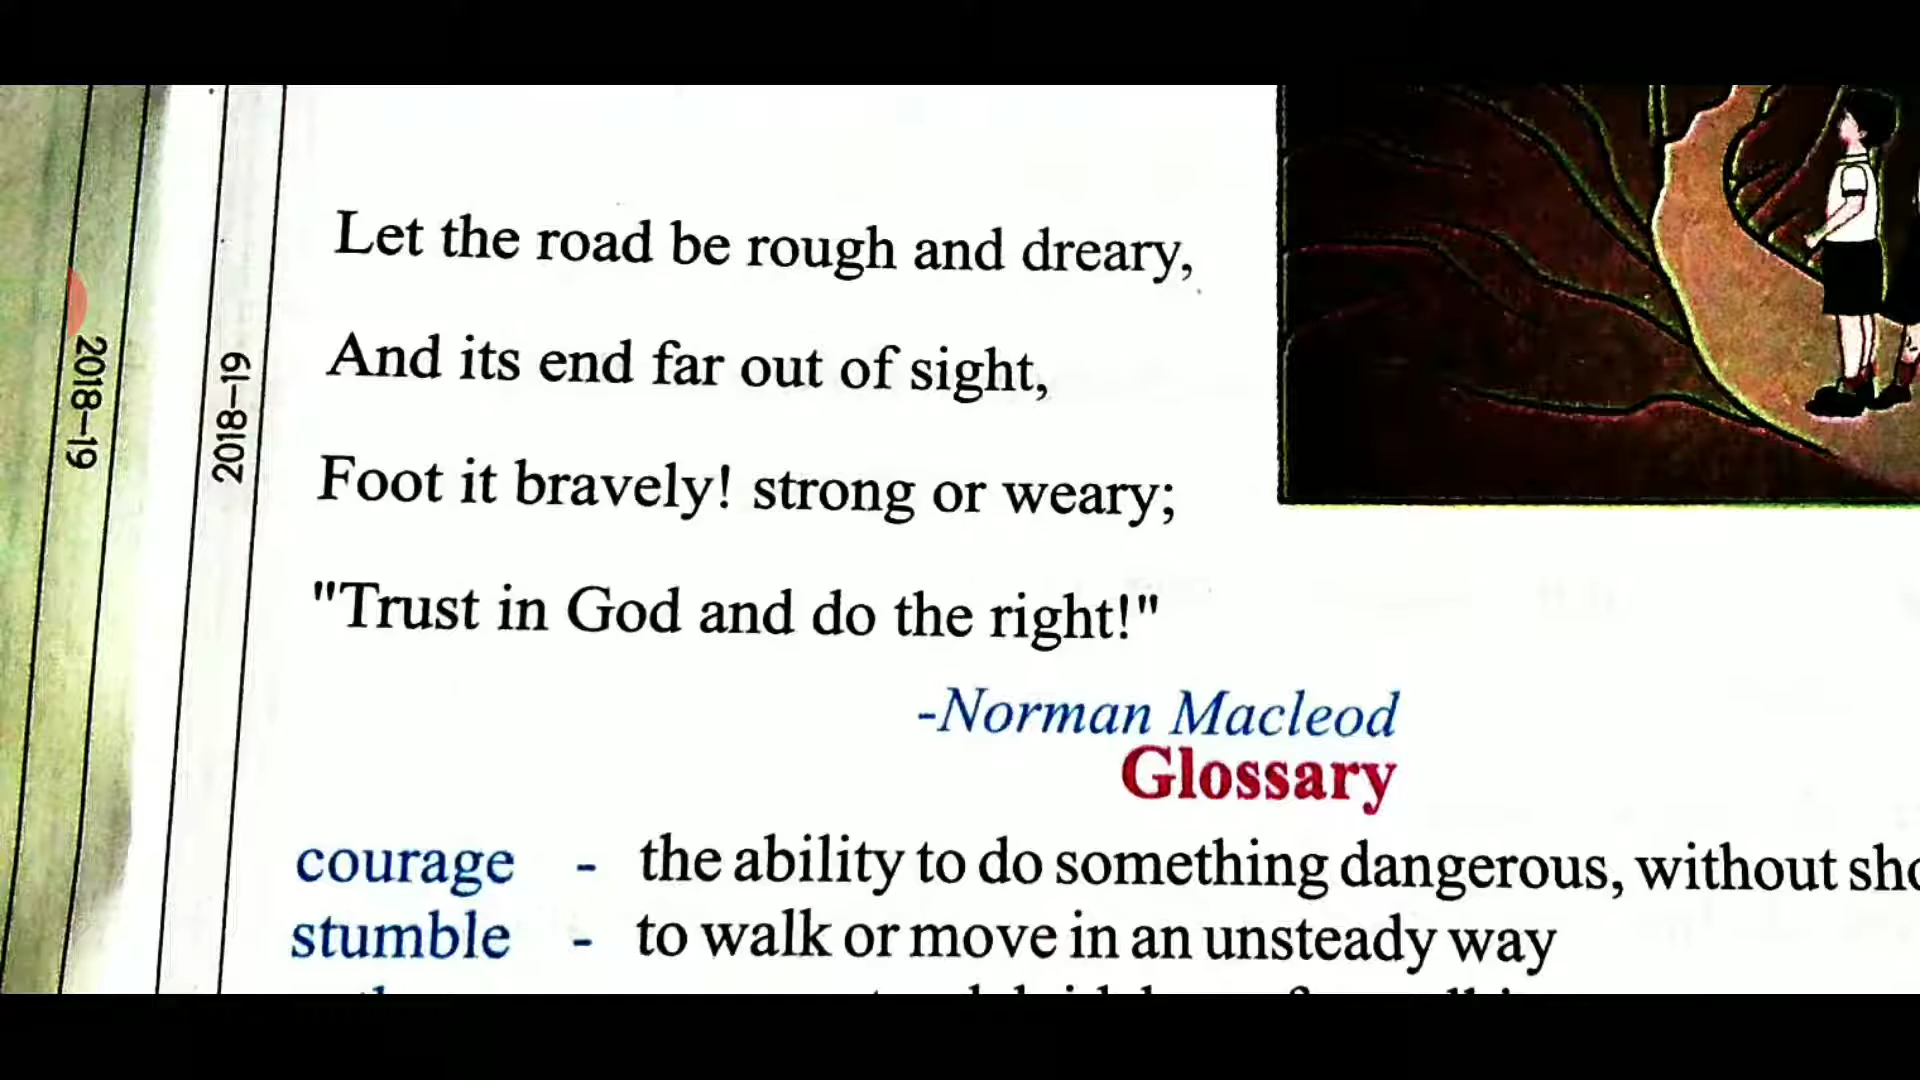 2018-19
2018-19
Let the road be rough and dreary,
And its end far out of sight,
Foot it bravely! strong or weary;
"Trust in God and do the right!"
-Norman Macleod
Glossary
courage - the ability to do something dangerous, without
stumble - to walk or move in an unsteady way